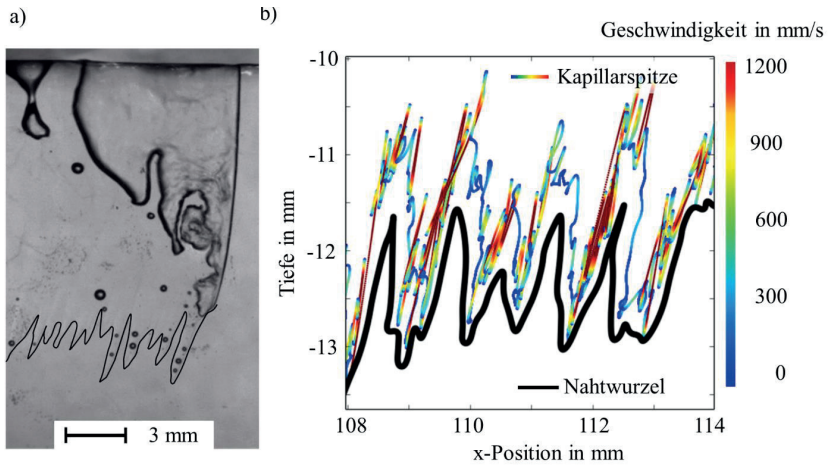 a)
3 mm
b)
Geschwindigkeit in mm/s
Tiefe in mm
-10
-11
-12
-13
Kapillarspitze
Nahtwurzel
108
110
112
114
x-Position in mm
1200
900
600
300
0